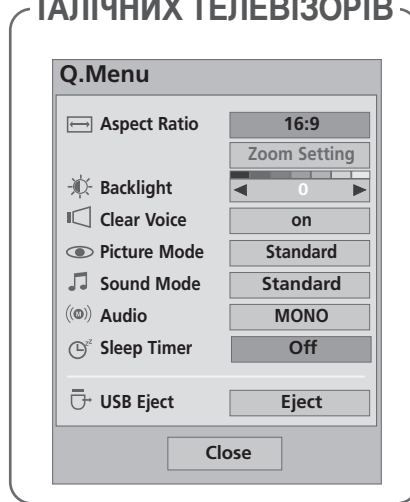 ТЕЛЕВІЗОРІВ
Q.Menu
Aspect Ratio 16:9
Zoom Setting
Backlight 0
Clear Voice on
Picture Mode Standard
Sound Mode Standard
Audio MONO
Sleep Timer Off
USB Eject Eject
Close